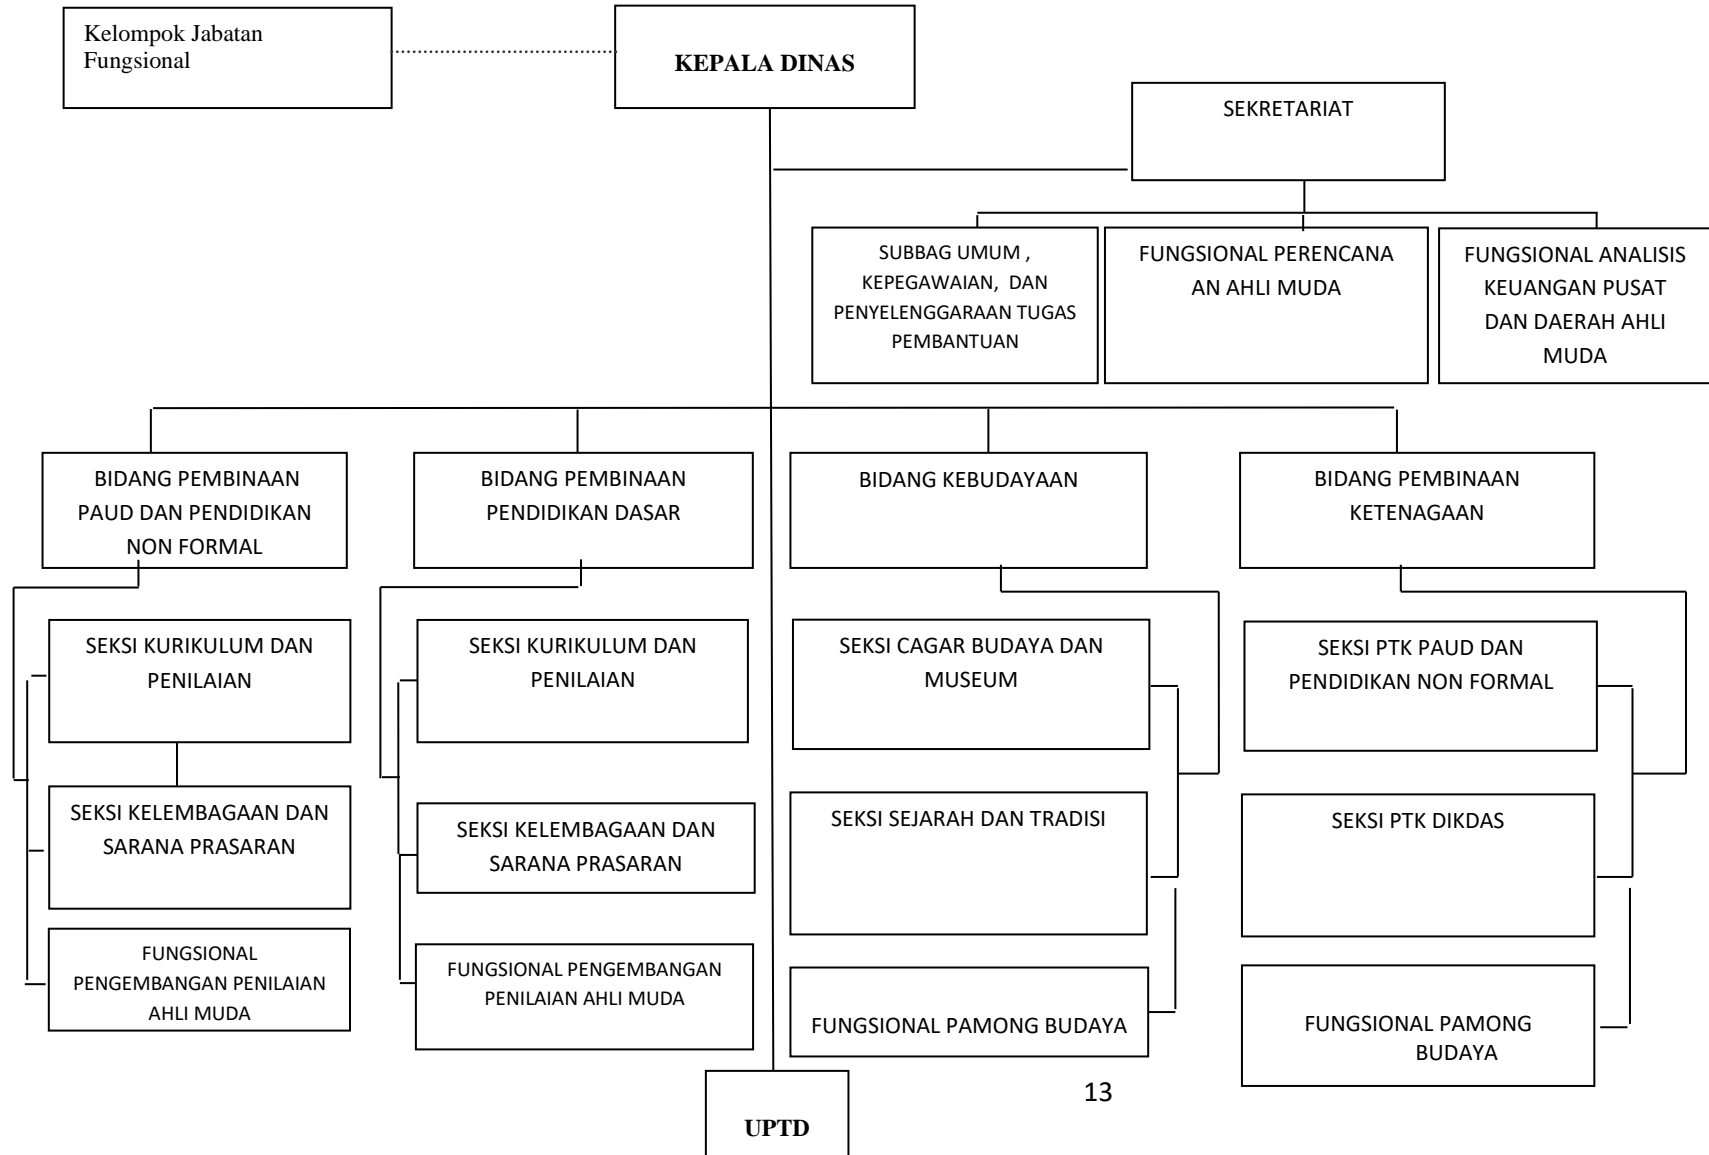 Kelompok Jabatan
Fungsional
KEPALA DINAS
SEKRETARIAT
SUBBAG UMUM ,
KEPEGAWAIAN, DAN
PENYELENGGARAAN TUGAS
PEMBANTUAN
FUNGSIONAL PERENCANA
AN AHLI MUDA
FUNGSIONAL ANALISIS
KEUANGAN PUSAT
DAN DAERAH AHLI
MUDA
BIDANG PEMBINAAN
PAUD DAN PENDIDIKAN
NON FORMAL
BIDANG PEMBINAAN
PENDIDIKAN DASAR
BIDANG KEBUDAYAAN
BIDANG PEMBINAAN
KETENAGAAN
SEKSI KURIKULUM DAN
PENILAIAN
SEKSI KURIKULUM DAN
PENILAIAN
SEKSI CAGAR BUDAYA DAN
MUSEUM
SEKSI PTK PAUD DAN
PENDIDIKAN NON FORMAL
SEKSI KELEMBAGAAN DAN
SARANA PRASARAN
SEKSI KELEMBAGAAN DAN
SARANA PRASARAN
SEKSI SEJARAH DAN TRADISI
SEKSI PTK DIKDAS
FUNGSIONAL
PENGEMBANGAN PENILAIAN
AHLI MUDA
FUNGSIONAL PENGEMBANGAN
PENILAIAN AHLI MUDA
FUNGSIONAL PAMONG BUDAYA
FUNGSIONAL PAMONG
BUDAYA
13
UPTD